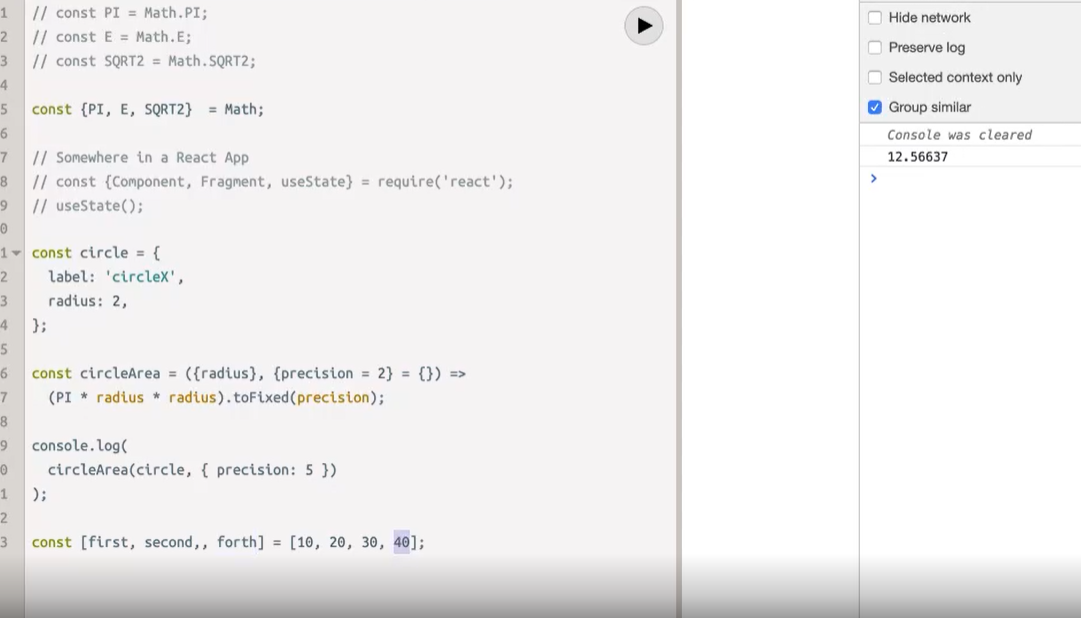 1 // const PI = Math.PI;
2 // const E = Math.E;
3 // const SQRT2 = Math.SQRT2;
4
5 const {PI, E, SQRT2}  = Math;
6
7 // Somewhere in a React App
8 // const {Component, Fragment, useState} = require('react');
9 // useState();
0
1 const circle = {
2   label: 'circleX',
3   radius: 2,
4 };
5
6 const circleArea = ({radius}, {precision = 2} = {}) =>
7   (PI * radius * radius).toFixed(precision);
8
9 console.log(
0   circleArea(circle, { precision: 5 })
1 );
2
3 const [first, second,, forth] = [10, 20, 30, 40];
Hide network
Preserve log
Selected context only
Group similar
Console was cleared
12.56637
>